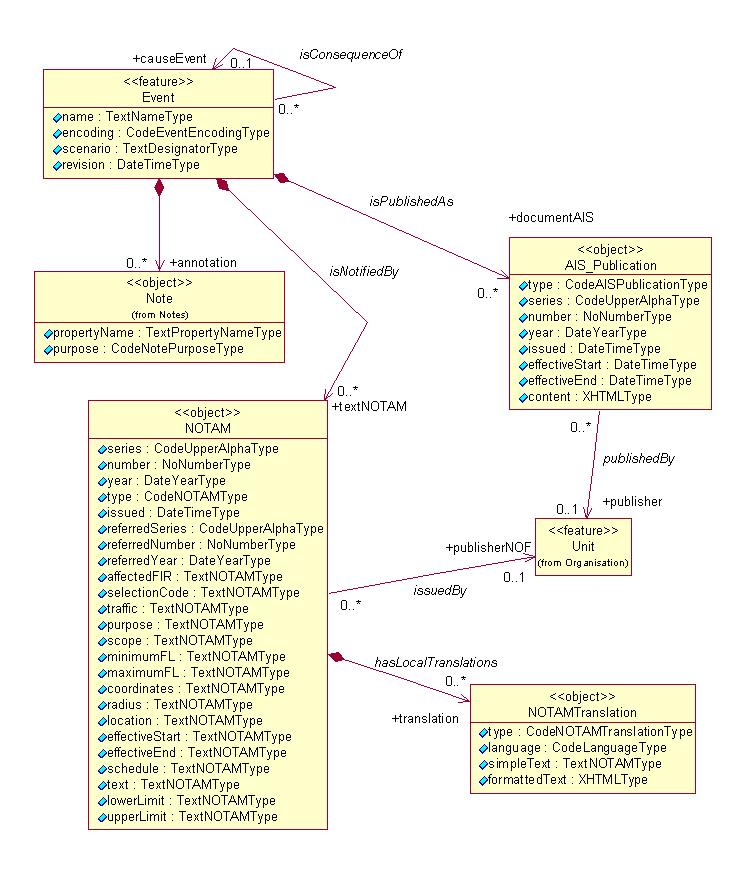 isConsequenceOf
+causeEvent
0..1
<<feature>>
Event
0..*
name : TextNameType
encoding : CodeEventEncodingType
scenario : TextDesignatorType
revision : DateTimeType
isPublishedAs
+documentAIS
0..*
+annotation
isNotifiedBy
<<object>>
Note
(from Notes)
propertyName : TextPropertyNameType
purpose : CodeNotePurposeType
0..*
<<object>>
AIS_Publication
type : CodeAISPublicationType
series : CodeUpperAlphaType
number : NoNumberType
year : DateYearType
issued : DateTimeType
effectiveStart : DateTimeType
effectiveEnd : DateTimeType
content : XHTMLType
0..*
+textNOTAM
0..*
publishedBy
0..1
+publisher
<<object>>
NOTAM
series : CodeUpperAlphaType
number : NoNumberType
year : DateYearType
type : CodeNOTAMType
issued : DateTimeType
referredSeries : CodeUpperAlphaType
referredNumber : NoNumberType
referredYear : DateYearType
affectedFIR : TextNOTAMType
selectionCode : TextNOTAMType
traffic : TextNOTAMType
purpose : TextNOTAMType
scope : TextNOTAMType
minimumFL : TextNOTAMType
maximumFL : TextNOTAMType
coordinates : TextNOTAMType
radius : TextNOTAMType
location : TextNOTAMType
effectiveStart : TextNOTAMType
effectiveEnd : TextNOTAMType
schedule : TextNOTAMType
text : TextNOTAMType
lowerLimit : TextNOTAMType
upperLimit : TextNOTAMType
<<feature>>
Unit
(from Organisation)
+publisherNOF
0..1
issuedBy
0..*
hasLocalTranslations
0..*
+translation
<<object>>
NOTAMTranslation
type : CodeNOTAMTranslationType
language : CodeLanguageType
simpleText : TextNOTAMType
formattedText : XHTMLType